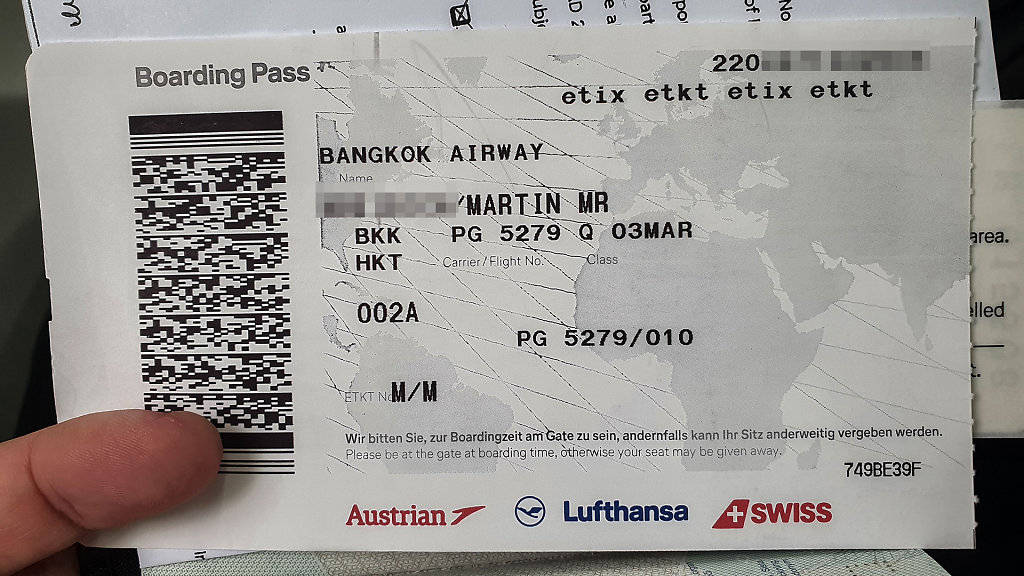 Boarding Pass
220
etix etkt etix etkt
BANGKOK AIRWAY
Name
/MARTIN MR
BKK PG 5279 Q 03MAR
HKT Carrier/Flight No. Class
002A
PG 5279/010
ETKT No M/M
Wir bitten Sie, zur Boardingzeit am Gate zu sein, andernfalls kann Ihr Sitz anderweitig vergeben werden.
Please be at the gate at boarding time, otherwise your seat may be given away.
749BE39F
Austrian Lufthansa SWISS
area.
elled